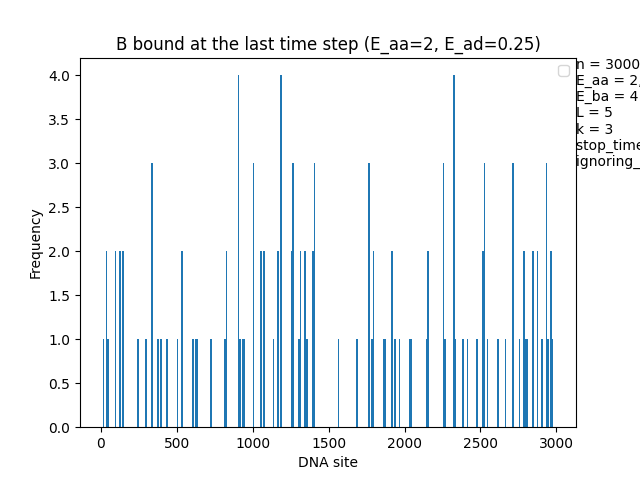 B bound at the last time step (E_aa=2, E_ad=0.25)
4.0
3.5
3.0
2.5
2.0
1.5
1.0
0.5
0.0
Frequency
0 500 1000 1500 2000 2500 3000
DNA site
n = 3000
E_aa = 2,
E_ba = 4
L = 5
k = 3
stop_time
ignoring_